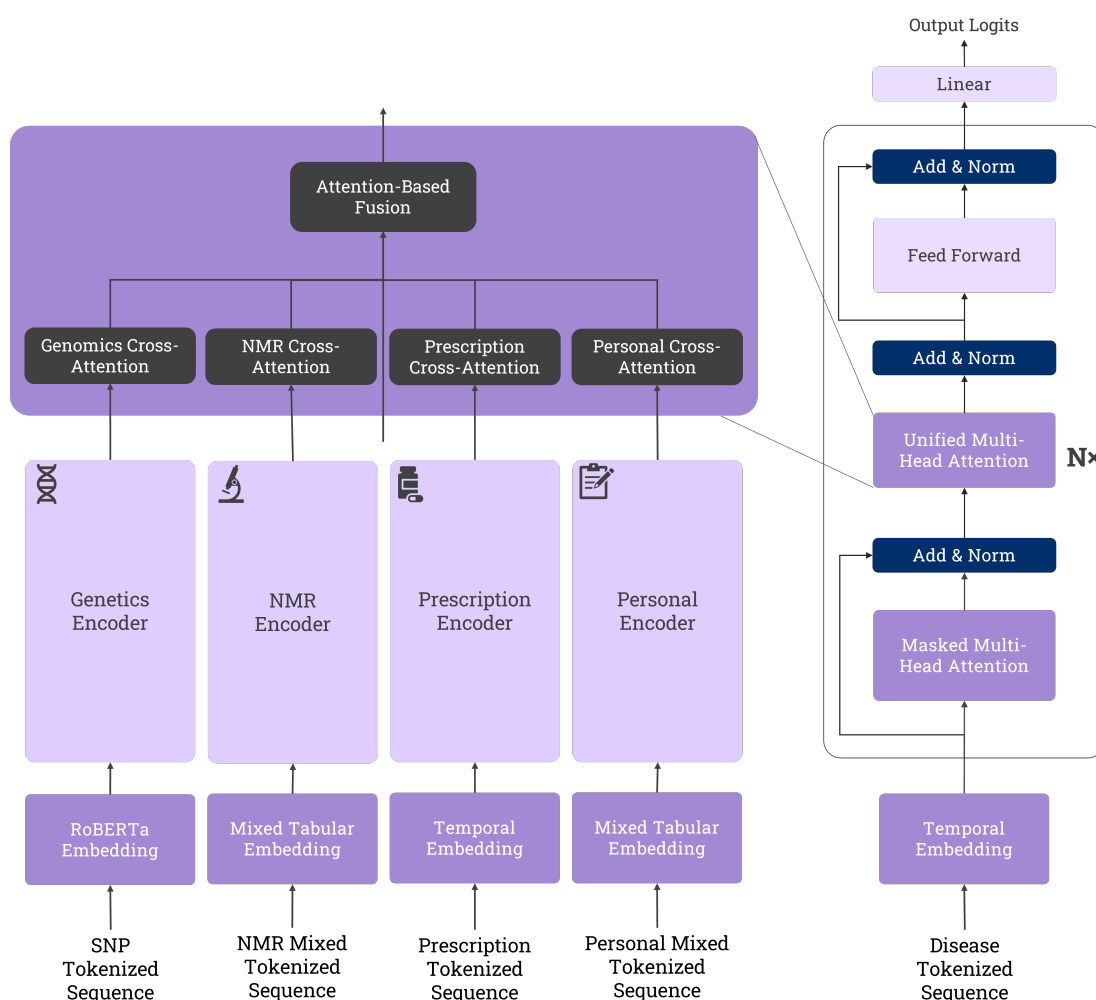 Output Logits
Linear
Add & Norm
Feed Forward
Add & Norm
Unified Multi-
Head Attention
N×
Add & Norm
Masked Multi-
Head Attention
Temporal
Embedding
Disease
Tokenized
Sequence
Attention-Based
Fusion
Genomics Cross-
Attention
NMR Cross-
Attention
Prescription
Cross-Attention
Personal Cross-
Attention
Genetics
Encoder
NMR
Encoder
Prescription
Encoder
Personal
Encoder
RoBERTa
Embedding
Mixed Tabular
Embedding
Temporal
Embedding
Mixed Tabular
Embedding
SNP
Tokenized
Sequence
NMR Mixed
Tokenized
Sequence
Prescription
Tokenized
Sequence
Personal Mixed
Tokenized
Sequence